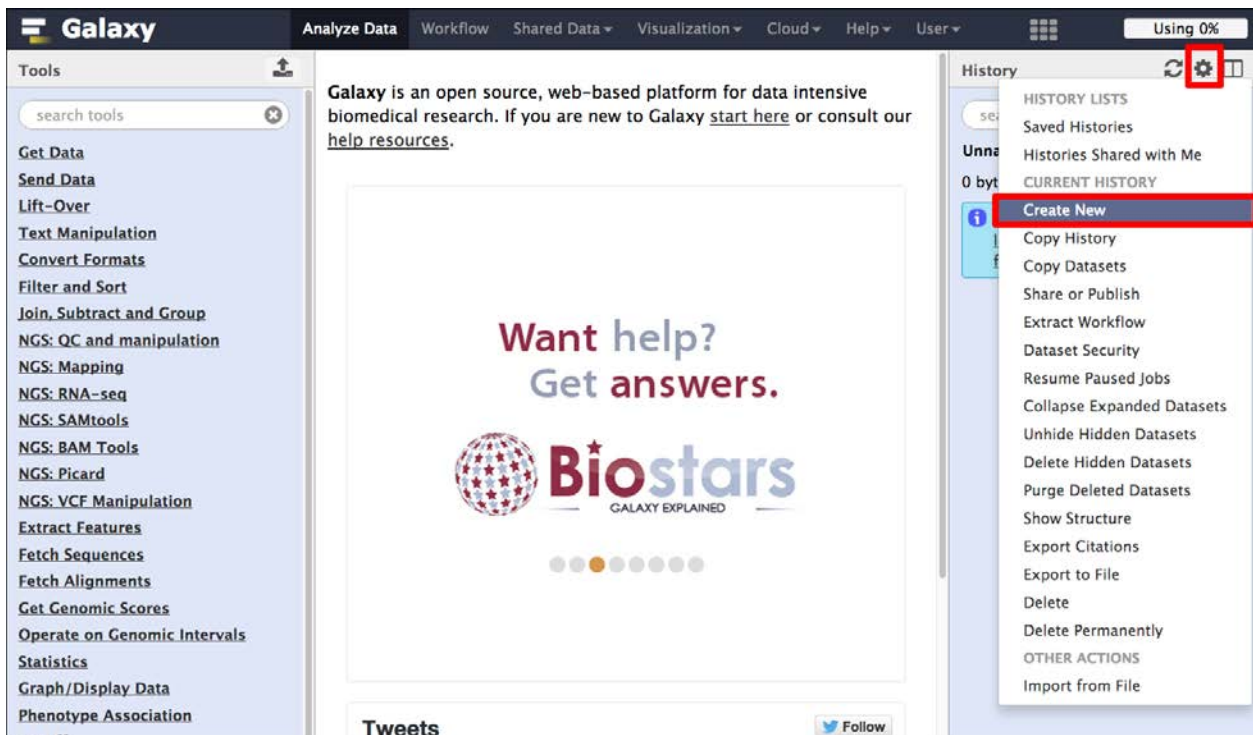 Galaxy
Analyze Data Workflow Shared Data Visualization Cloud Help User Using 0%
Tools
search tools
Get Data
Send Data
Lift-Over
Text Manipulation
Convert Formats
Filter and Sort
Join, Subtract and Group
NGS: QC and manipulation
NGS: Mapping
NGS: RNA-seq
NGS: SAMtools
NGS: BAM Tools
NGS: Picard
NGS: VCF Manipulation
Extract Features
Fetch Sequences
Fetch Alignments
Get Genomic Scores
Operate on Genomic Intervals
Statistics
Graph/Display Data
Phenotype Association
Galaxy is an open source, web-based platform for data intensive
biomedical research. If you are new to Galaxy start here or consult our
help resources.
Want help?
Get answers.
Biostars
GALAXY EXPLAINED
Tweets
Follow
History
Unna
0 byt
HISTORY LISTS
Saved Histories
Histories Shared with Me
CURRENT HISTORY
Create New
Copy History
Copy Datasets
Share or Publish
Extract Workflow
Dataset Security
Resume Paused Jobs
Collapse Expanded Datasets
Unhide Hidden Datasets
Delete Hidden Datasets
Purge Deleted Datasets
Show Structure
Export Citations
Export to File
Delete
Delete Permanently
OTHER ACTIONS
Import from File